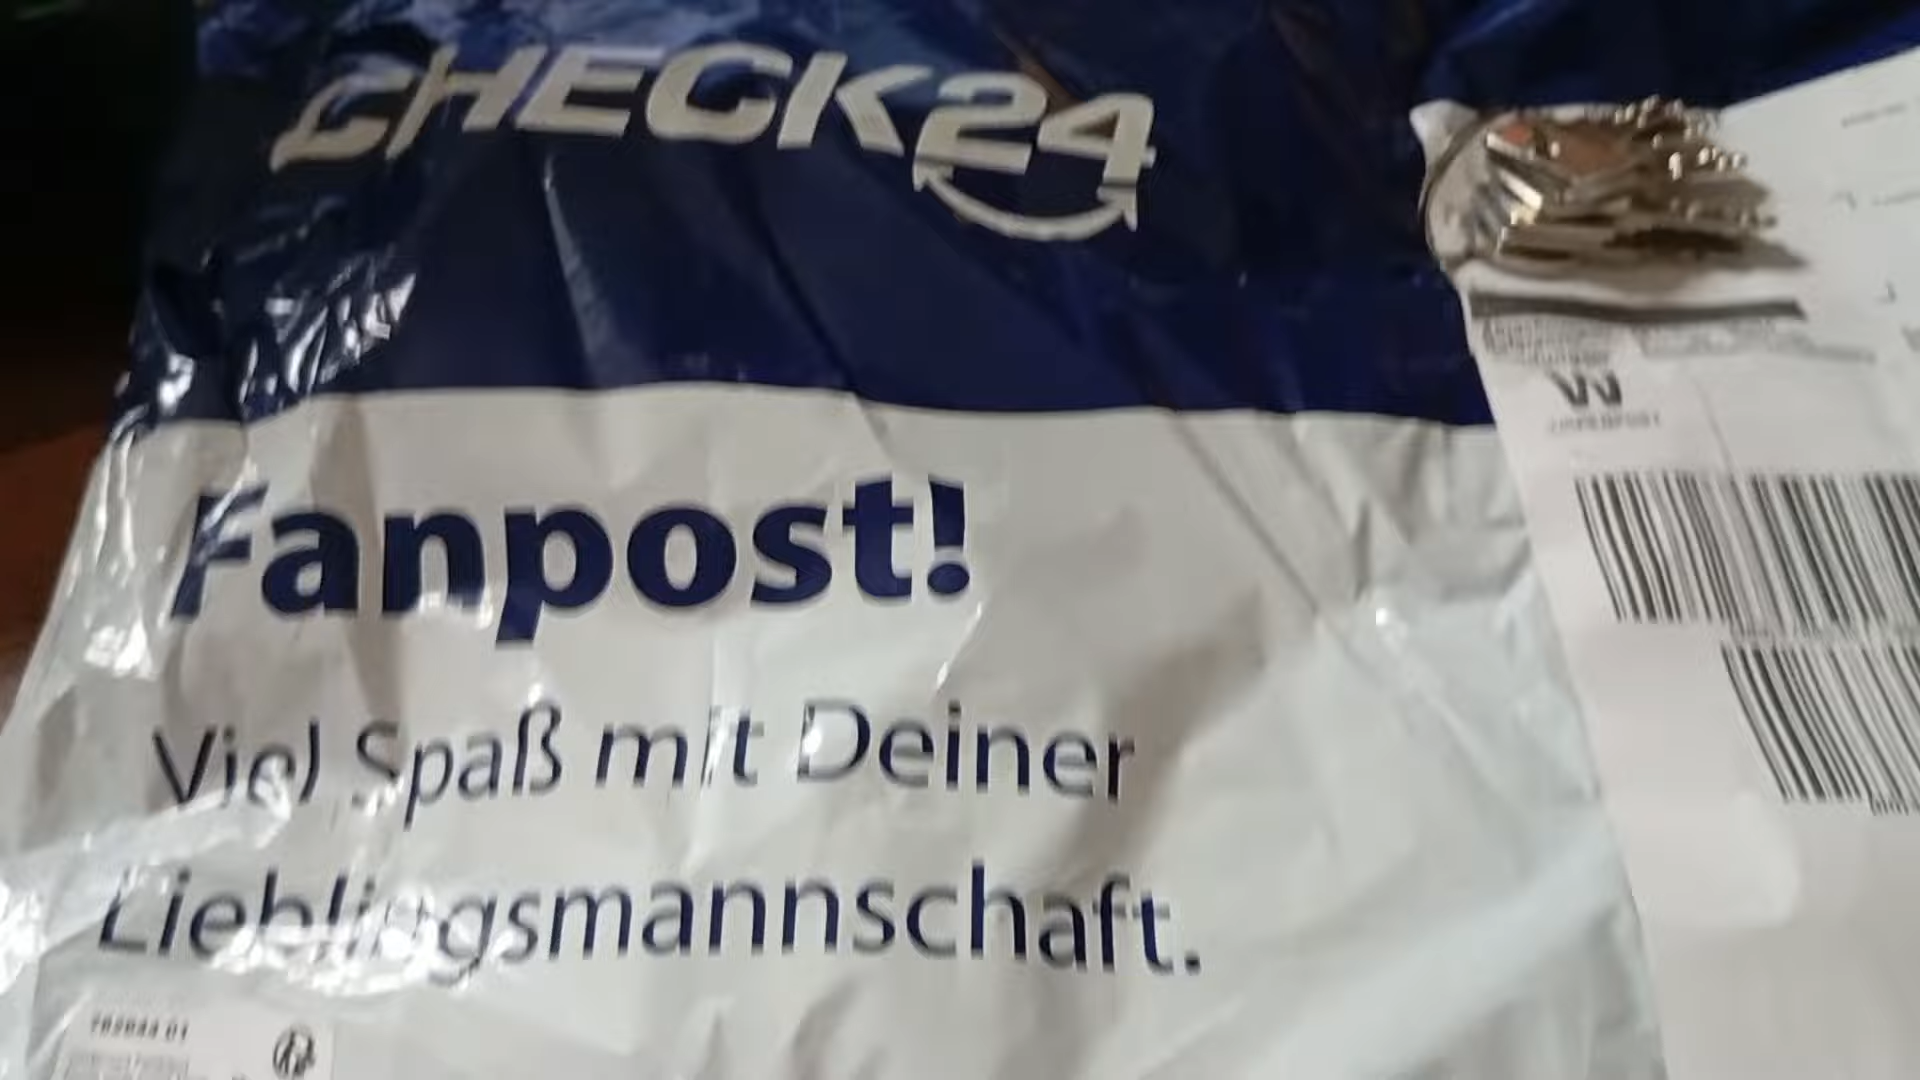 CHECK24
Fanpost!
Viel Spaß mit Deiner
Lieblingsmannschaft.
W